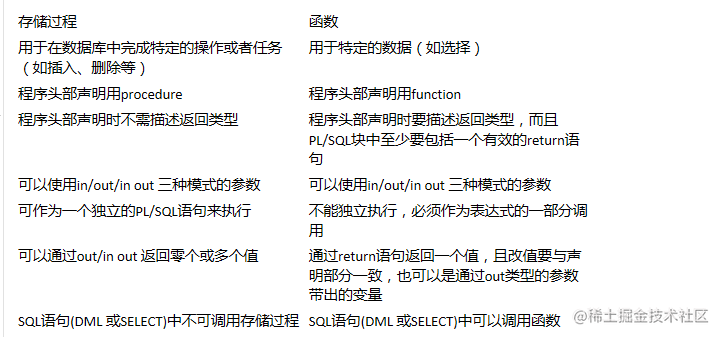 存储过程
函数
用于在数据库中完成特定的操作或者任务
（如插入、删除等）
用于特定的数据（如选择）
程序头部声明用procedure
程序头部声明用function
程序头部声明时不需描述返回类型
程序头部声明时要描述返回类型，而且
PL/SQL块中至少要包括一个有效的return语
句
可以使用in/out/in out 三种模式的参数
可以使用in/out/in out 三种模式的参数
可作为一个独立的PL/SQL语句来执行
不能独立执行，必须作为表达式的一部分调
用
可以通过out/in out 返回零个或多个值
通过return语句返回一个值，且改值要与声
明部分一致，也可以是通过out类型的参数
带出的变量
SQL语句(DML 或SELECT)中不可调用存储过程
SQL语句(DML 或SELECT)中可以调用函数
@稀土掘金技术社区